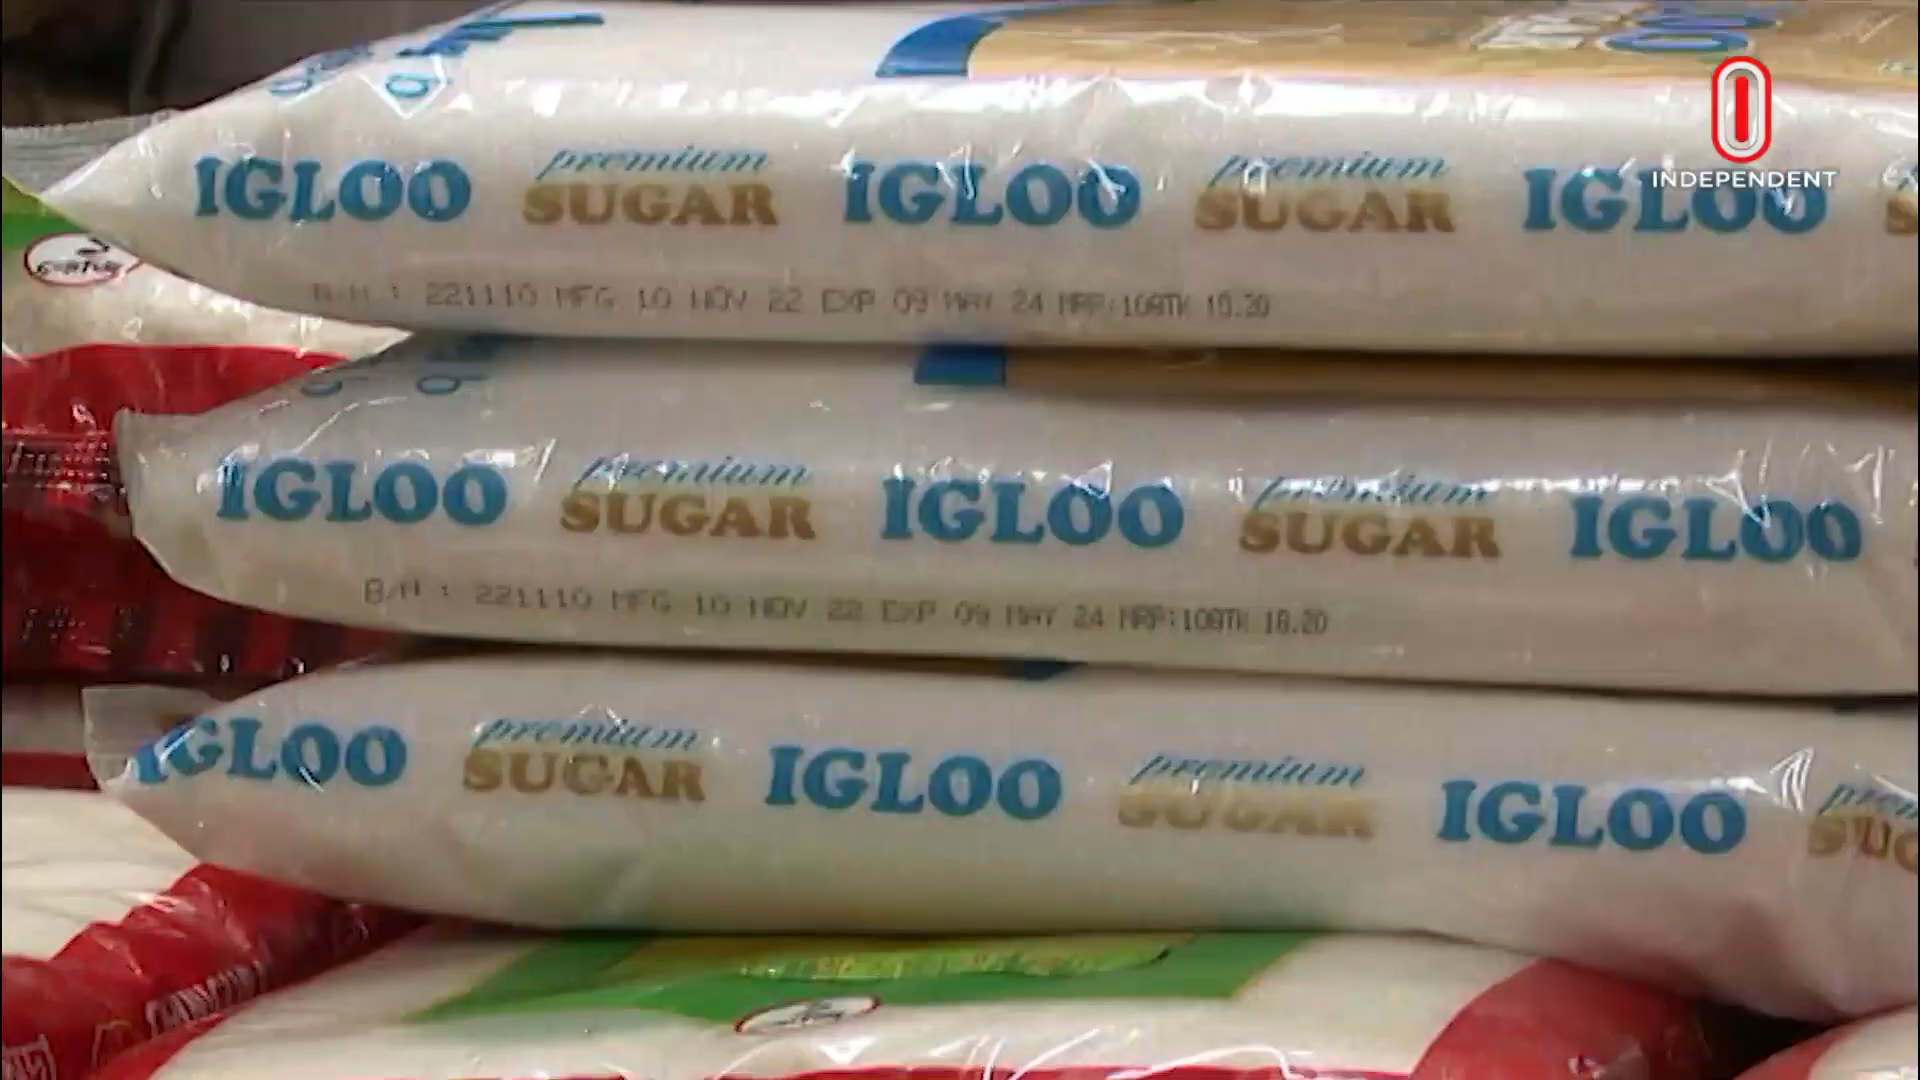 INDEPENDENT
IGLOO premium SUGAR IGLOO premium SUGAR IGLOO
B/N : 221110 MFG 10 NOV 22 EXP 09 MAY 24 MRP:108TK
IGLOO premium SUGAR IGLOO premium SUGAR IGLOO
B/N : 221110 MFG 10 NOV 22 EXP 09 MAY 24 MRP:108TK 18.20
IGLOO premium SUGAR IGLOO premium SUGAR IGLOO